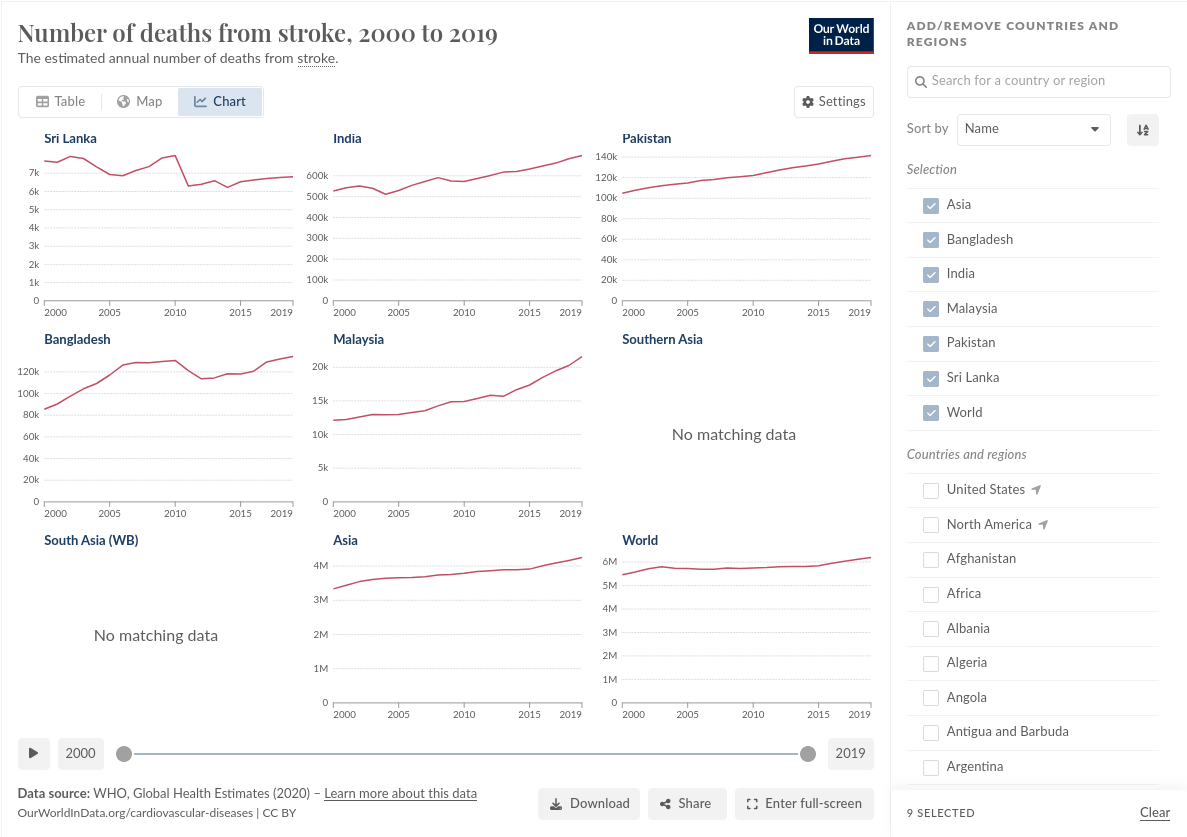 Number of deaths from stroke, 2000 to 2019
The estimated annual number of deaths from stroke.
Our World
in Data
Table
Map
Chart
Settings
Sri Lanka
7k
6k
5k
4k
3k
2k
1k
0
2000 2005 2010 2015 2019
India
600k
500k
400k
300k
200k
100k
0
2000 2005 2010 2015 2019
Pakistan
140k
120k
100k
80k
60k
40k
20k
0
2000 2005 2010 2015 2019
Bangladesh
120k
100k
80k
60k
40k
20k
0
2000 2005 2010 2015 2019
Malaysia
20k
15k
10k
5k
0
2000 2005 2010 2015 2019
Southern Asia
No matching data
South Asia (WB)
No matching data
Asia
4M
3M
2M
1M
0
2000 2005 2010 2015 2019
World
6M
5M
4M
3M
2M
1M
0
2000 2005 2010 2015 2019
2000
2019
Data source: WHO, Global Health Estimates (2020) – Learn more about this data
OurWorldInData.org/cardiovascular-diseases | CC BY
Download
Share
Enter full-screen
ADD/REMOVE COUNTRIES AND
REGIONS
Search for a country or region
Sort by Name
Selection
Asia
Bangladesh
India
Malaysia
Pakistan
Sri Lanka
World
Countries and regions
United States
North America
Afghanistan
Africa
Albania
Algeria
Angola
Antigua and Barbuda
Argentina
9 SELECTED
Clear